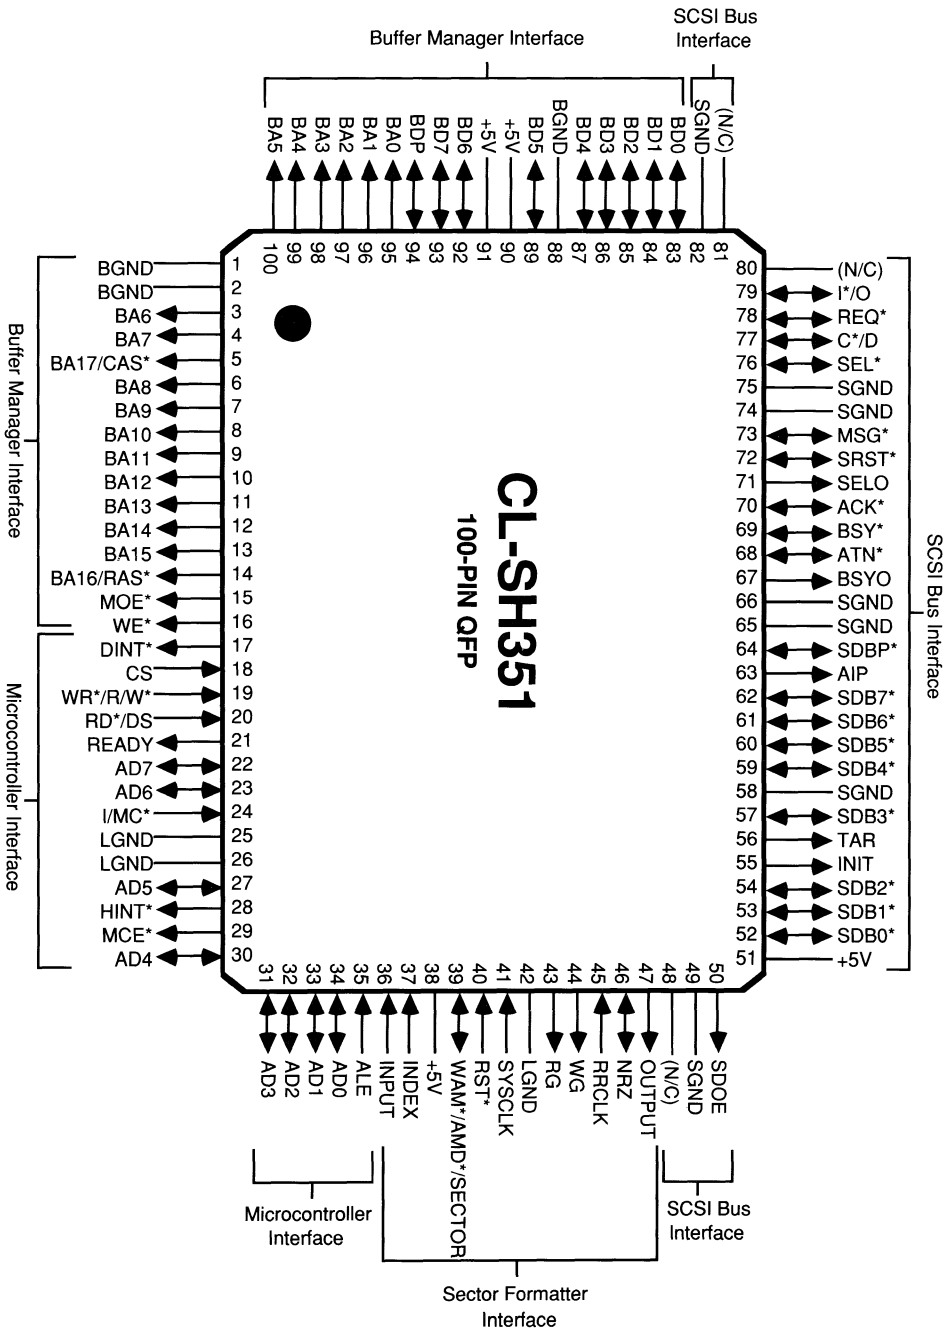 Buffer Manager Interface
SCSI Bus
Interface
BA5
BA4
BA3
BA2
BA1
BA0
BDP
BD7
BD6
+5V
+5V
BD5
BGND
BD4
BD3
BD2
BD1
BD0
SGND
(N/C)
100
99
98
97
96
95
94
93
92
91
90
89
88
87
86
85
84
83
82
81
Buffer Manager Interface
BGND 1
BGND 2
BA6 3
BA7 4
BA17/CAS* 5
BA8 6
BA9 7
BA10 8
BA11 9
BA12 10
BA13 11
BA14 12
BA15 13
BA16/RAS* 14
MOE* 15
WE* 16
Microcontroller Interface
DINT* 17
CS 18
WR*/R/W* 19
RD*/DS 20
READY 21
AD7 22
AD6 23
I/MC* 24
LGND 25
LGND 26
AD5 27
HINT* 28
MCE* 29
AD4 30
CL-SH351
100-PIN QFP
80 (N/C)
79 I*/O
78 REQ*
77 C*/D
76 SEL*
75 SGND
74 SGND
73 MSG*
72 SRST*
71 SELO
70 ACK*
69 BSY*
68 ATN*
67 BSYO
66 SGND
65 SGND
64 SDBP*
63 AIP
62 SDB7*
61 SDB6*
60 SDB5*
59 SDB4*
58 SGND
57 SDB3*
56 TAR
55 INIT
54 SDB2*
53 SDB1*
52 SDB0*
51 +5V
SCSI Bus Interface
31
32
33
34
35
36
37
38
39
40
41
42
43
44
45
46
47
48
49
50
AD3
AD2
AD1
AD0
ALE
INPUT
INDEX
+5V
WAM*/AMD*/SECTOR
RST*
SYSCLK
LGND
RG
WG
RRCLK
NRZ
OUTPUT
(N/C)
SGND
SDOE
Microcontroller
Interface
SCSI Bus
Interface
Sector Formatter
Interface